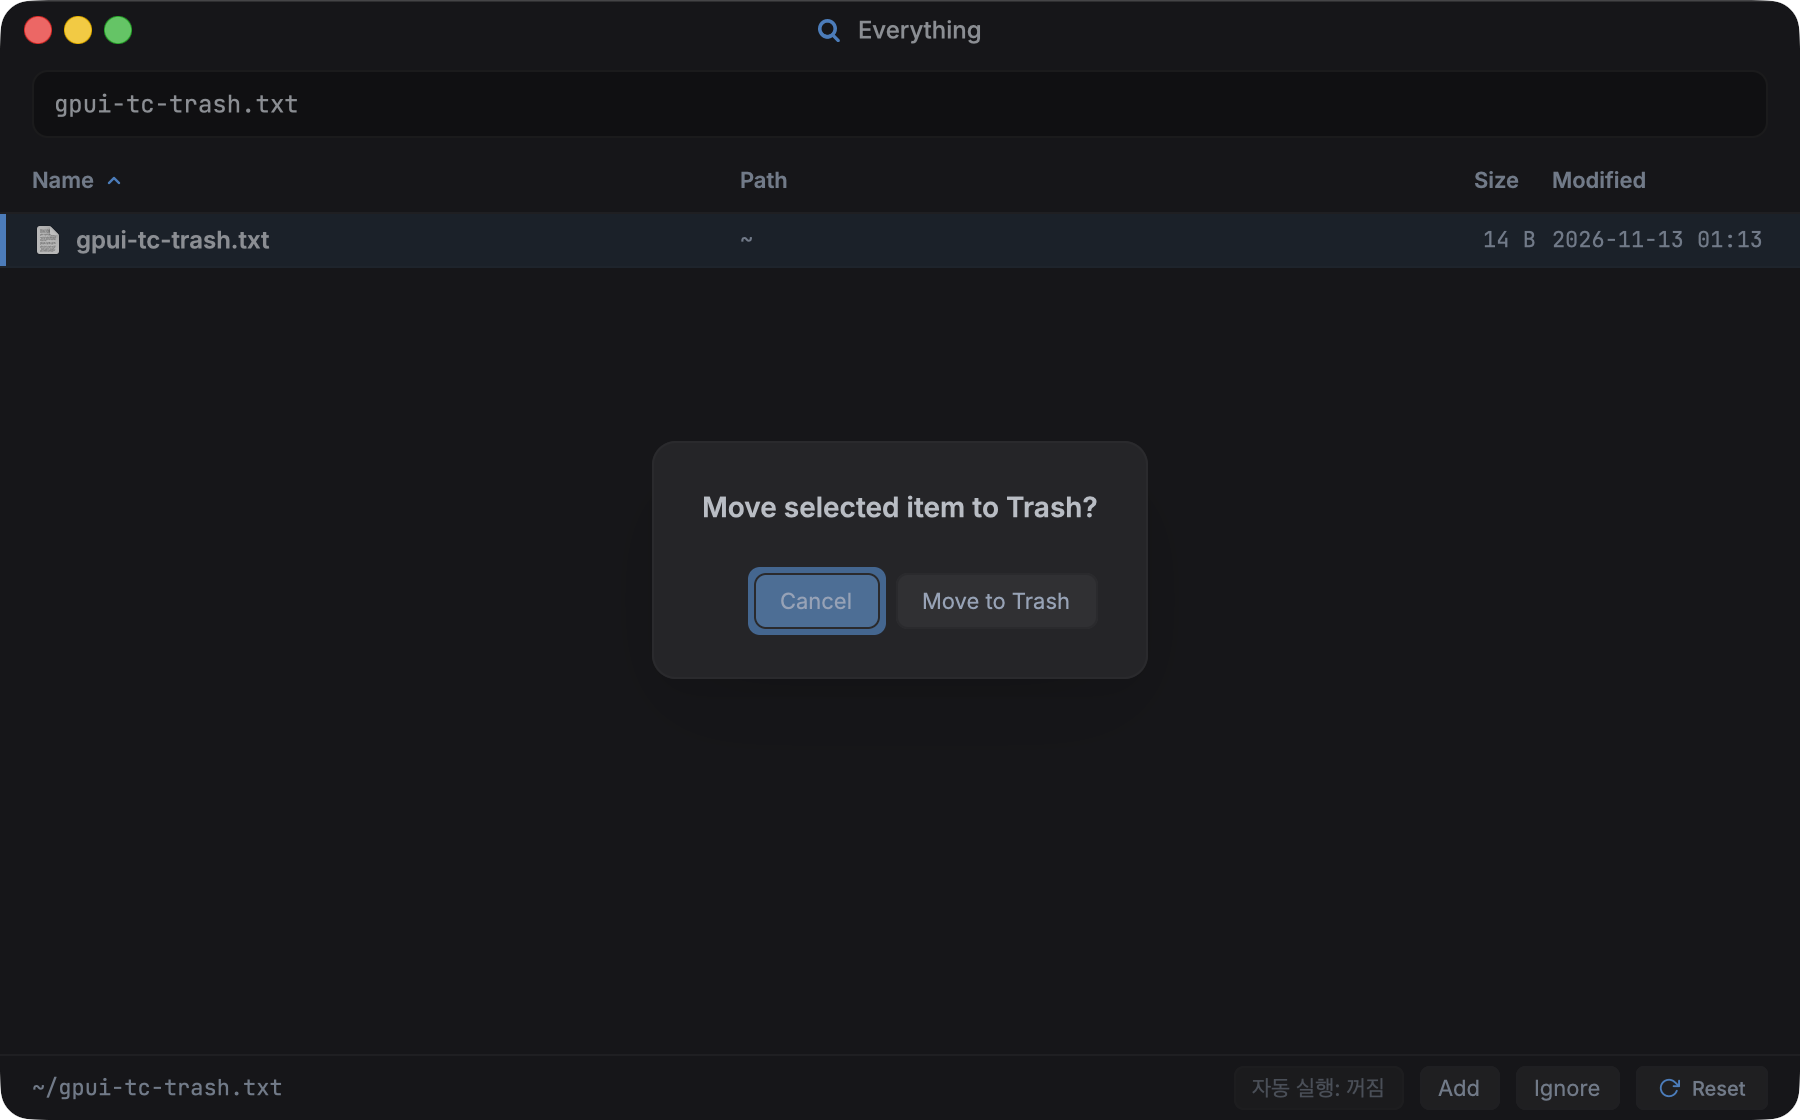 Everything
gpui-tc-trash.txt
Name Path Size Modified
gpui-tc-trash.txt ~ 14 B 2026-11-13 01:13
Move selected item to Trash?
Cancel Move to Trash
~/gpui-tc-trash.txt 자동 실행: 꺼짐 Add Ignore Reset